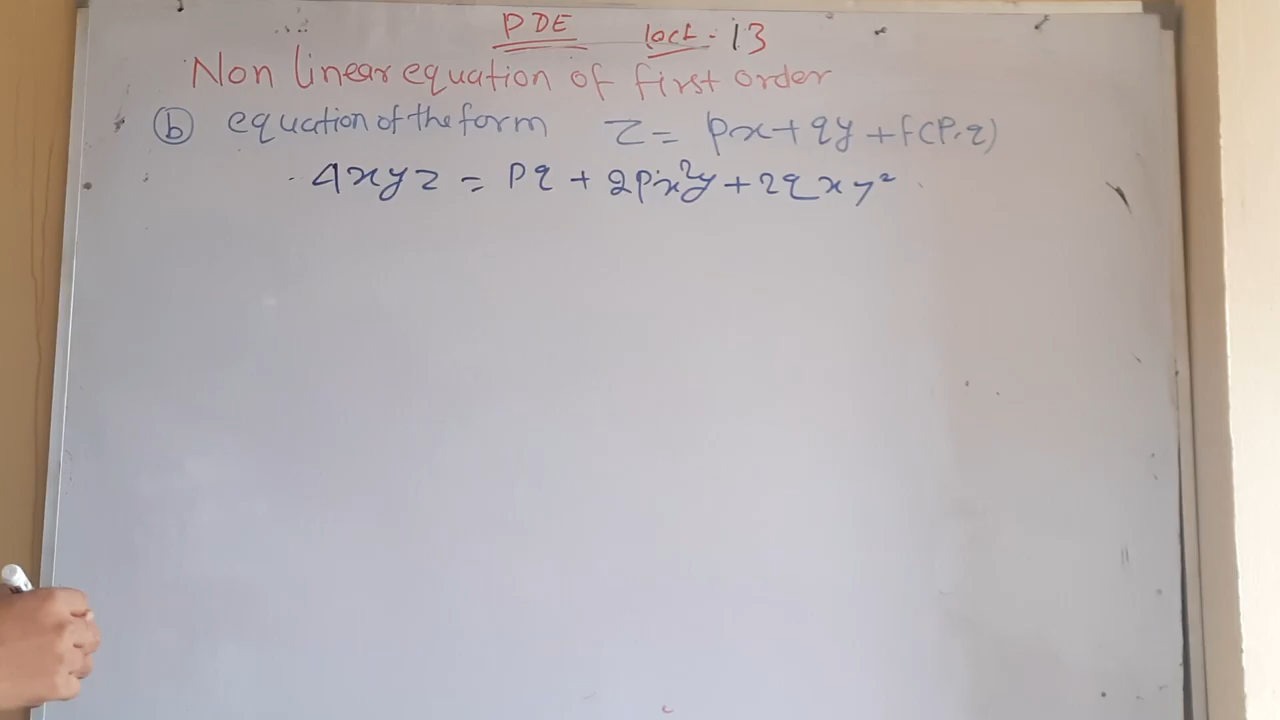 PDE lect. 13
Non linear equation of first order
(b) equation of the form z = px + qy + f(p, q)
4xyz = pq + 2px²y + 2qxy²